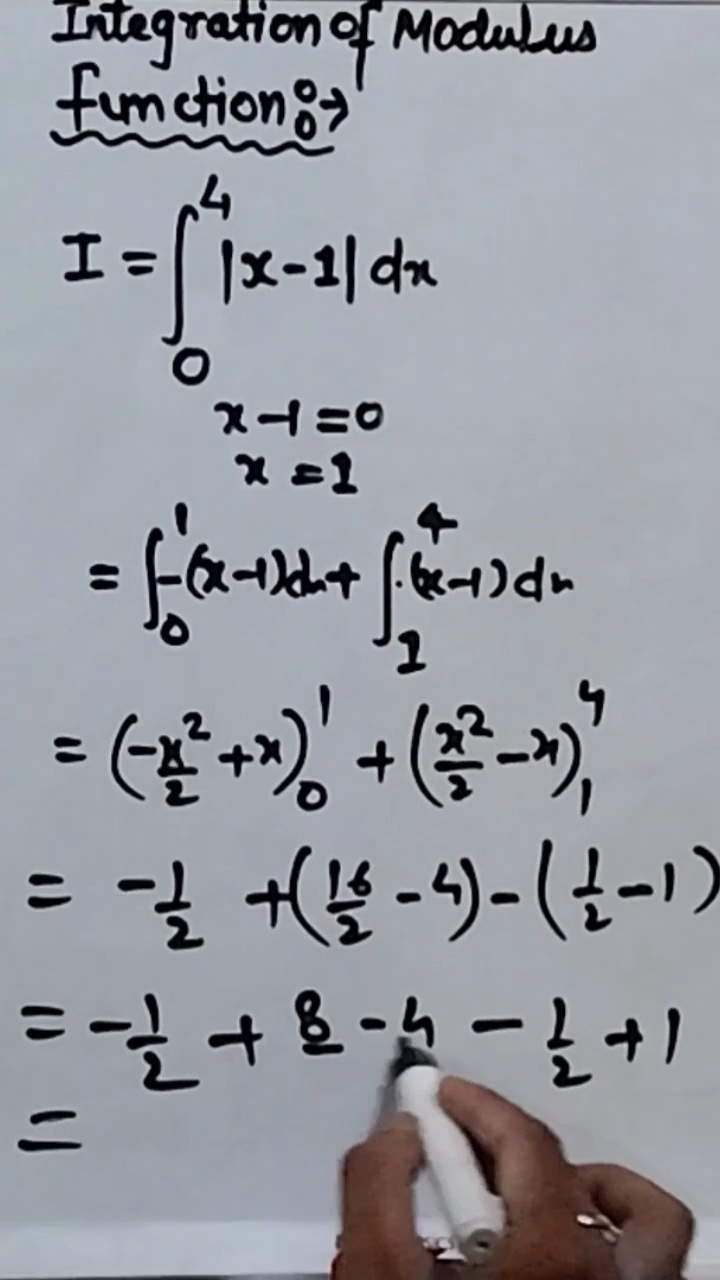 Integration of Modulus
function:→
I = ∫₀⁴ |x-1| dx
x-1=0
x=1
= ∫₀¹ -(x-1)dx + ∫₁⁴ (x-1)dx
= (-x²/2 + x)₀¹ + (x²/2 - x)₁⁴
= -1/2 + (16/2 - 4) - (1/2 - 1)
= -1/2 + 8 - 4 - 1/2 + 1
=